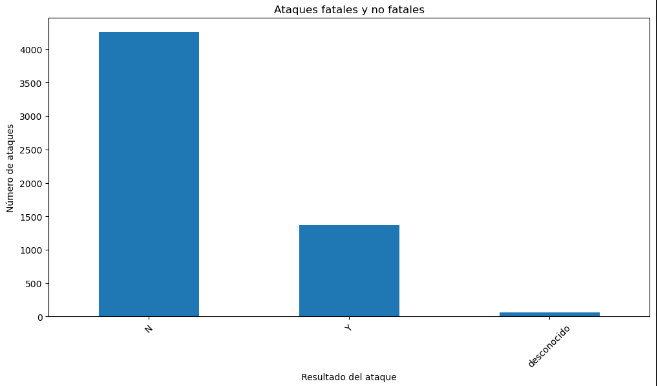 Ataques fatales y no fatales
Número de ataques
4000
3500
3000
2500
2000
1500
1000
500
0
N
Y
desconocido
Resultado del ataque